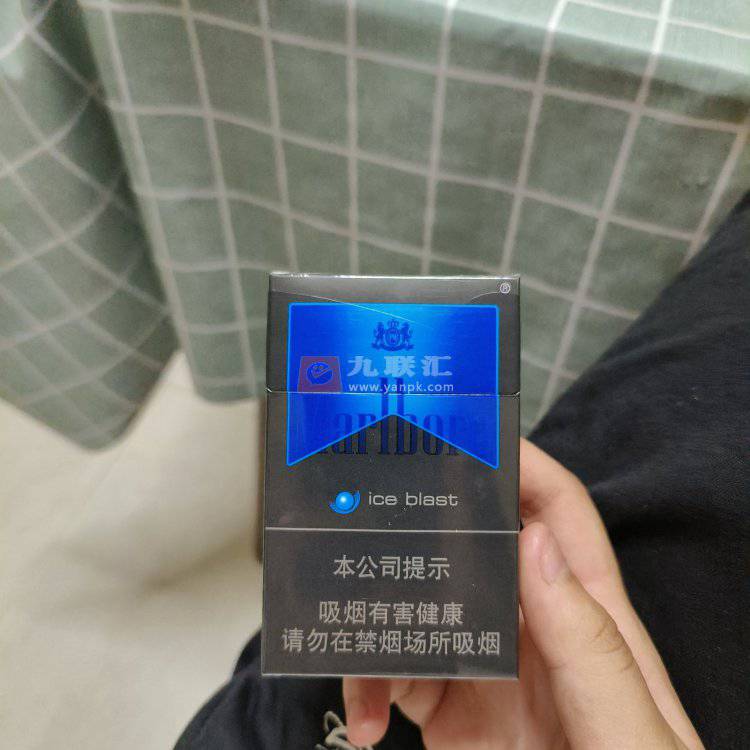 ®
九联汇
www.yanpk.com
Marlboro
ice blast
本公司提示
吸烟有害健康
请勿在禁烟场所吸烟